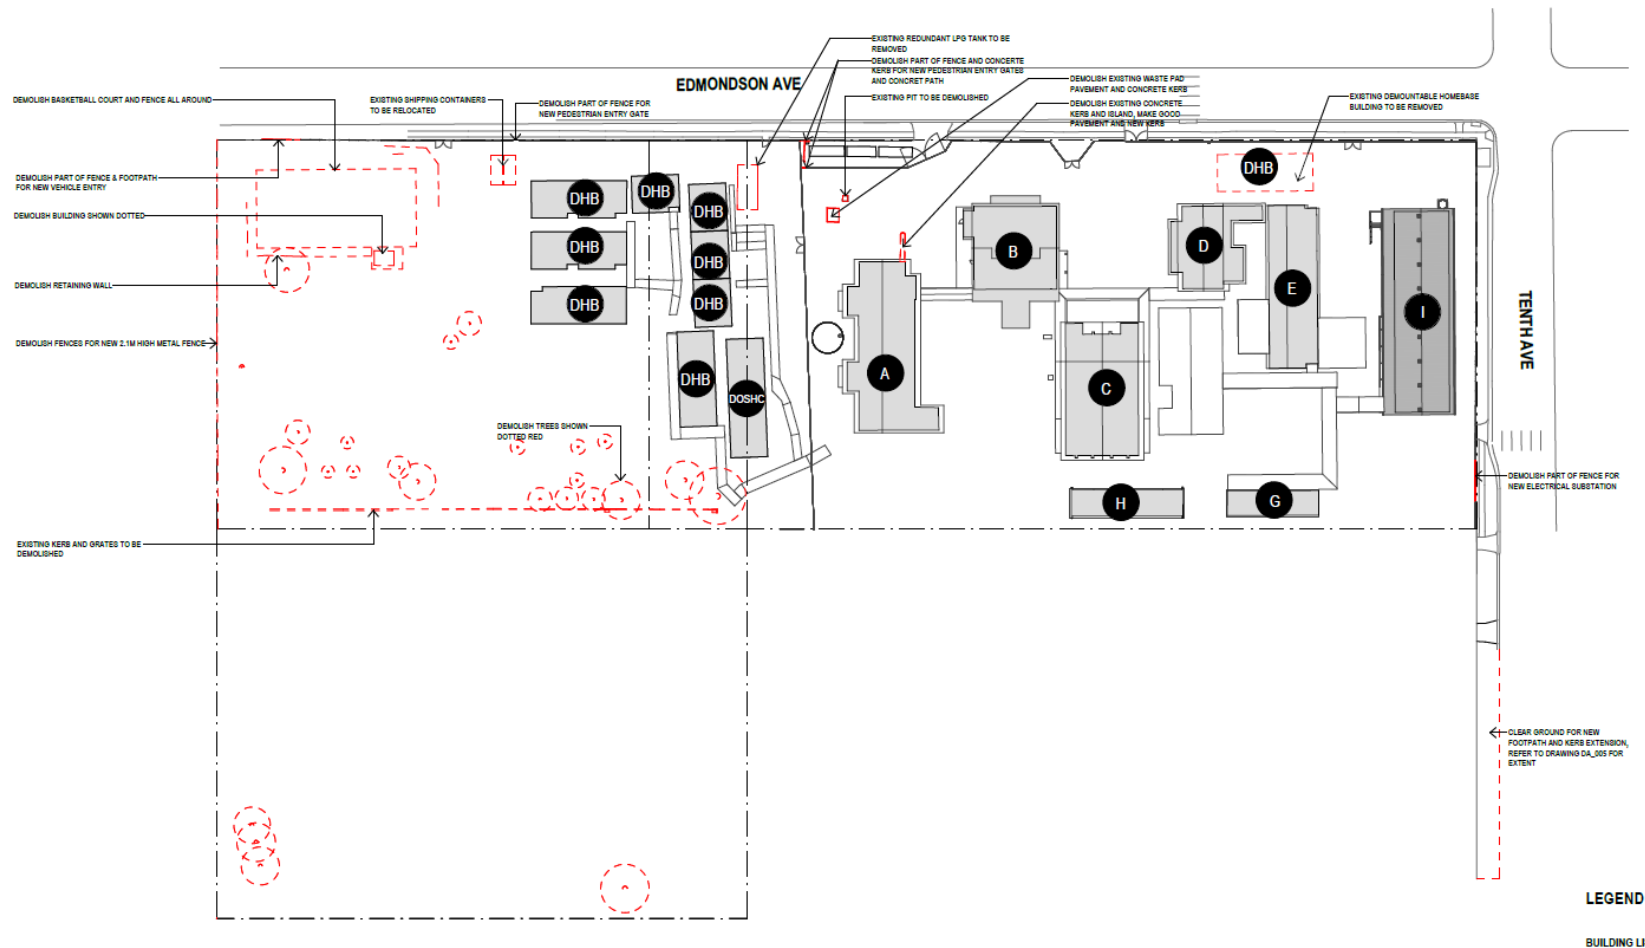 EXISTING REDUNDANT LPG TANK TO BE
REMOVED
DEMOLISH PART OF FENCE AND CONCERTE
KERB FOR NEW PEDESTRIAN ENTRY GATES
AND CONCRET PATH
EDMONDSON AVE
DEMOLISH EXISTING WASTE PAD
PAVEMENT AND CONCRETE KERB
EXISTING PIT TO BE DEMOLISHED
DEMOLISH EXISTING CONCRETE
KERB AND ISLAND, MAKE GOOD
PAVEMENT AND NEW KERB
EXISTING DEMOUNTABLE HOMEBASE
BUILDING TO BE REMOVED
DEMOLISH BASKETBALL COURT AND FENCE ALL AROUND
EXISTING SHIPPING CONTAINERS
TO BE RELOCATED
DEMOLISH PART OF FENCE FOR
NEW PEDESTRIAN ENTRY GATE
DEMOLISH PART OF FENCE & FOOTPATH
FOR NEW VEHICLE ENTRY
DEMOLISH BUILDING SHOWN DOTTED
DEMOLISH RETAINING WALL
DEMOLISH FENCES FOR NEW 2.1M HIGH METAL FENCE
DHB
DHB
DHB
DHB
DHB
DHB
DHB
DHB
DHB
DOSHC
A
B
C
D
E
I
H
G
TENTH AVE
DEMOLISH TREES SHOWN
DOTTED RED
DEMOLISH PART OF FENCE FOR
NEW ELECTRICAL SUBSTATION
EXISTING KERB AND GRATES TO BE
DEMOLISHED
CLEAR GROUND FOR NEW
FOOTPATH AND KERB EXTENSION,
REFER TO DRAWING DA_005 FOR
EXTENT
LEGEND
BUILDING LI